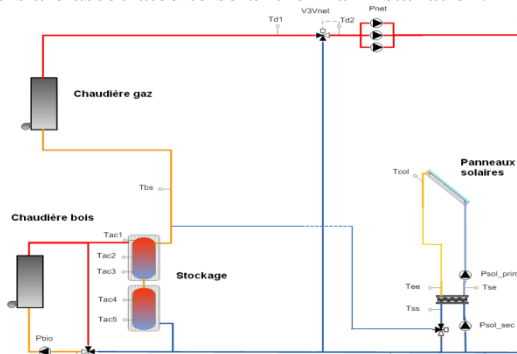 V3Vnet
Pnet
Td1
Td2
Chaudière gaz
Panneaux
solaires
Tcol
Tbs
Chaudière bois
Tac1
Tac2
Tac3
Stockage
Tac4
Tac5
Psol_prim
Tee
Tse
Tss
Psol_sec
Pbio